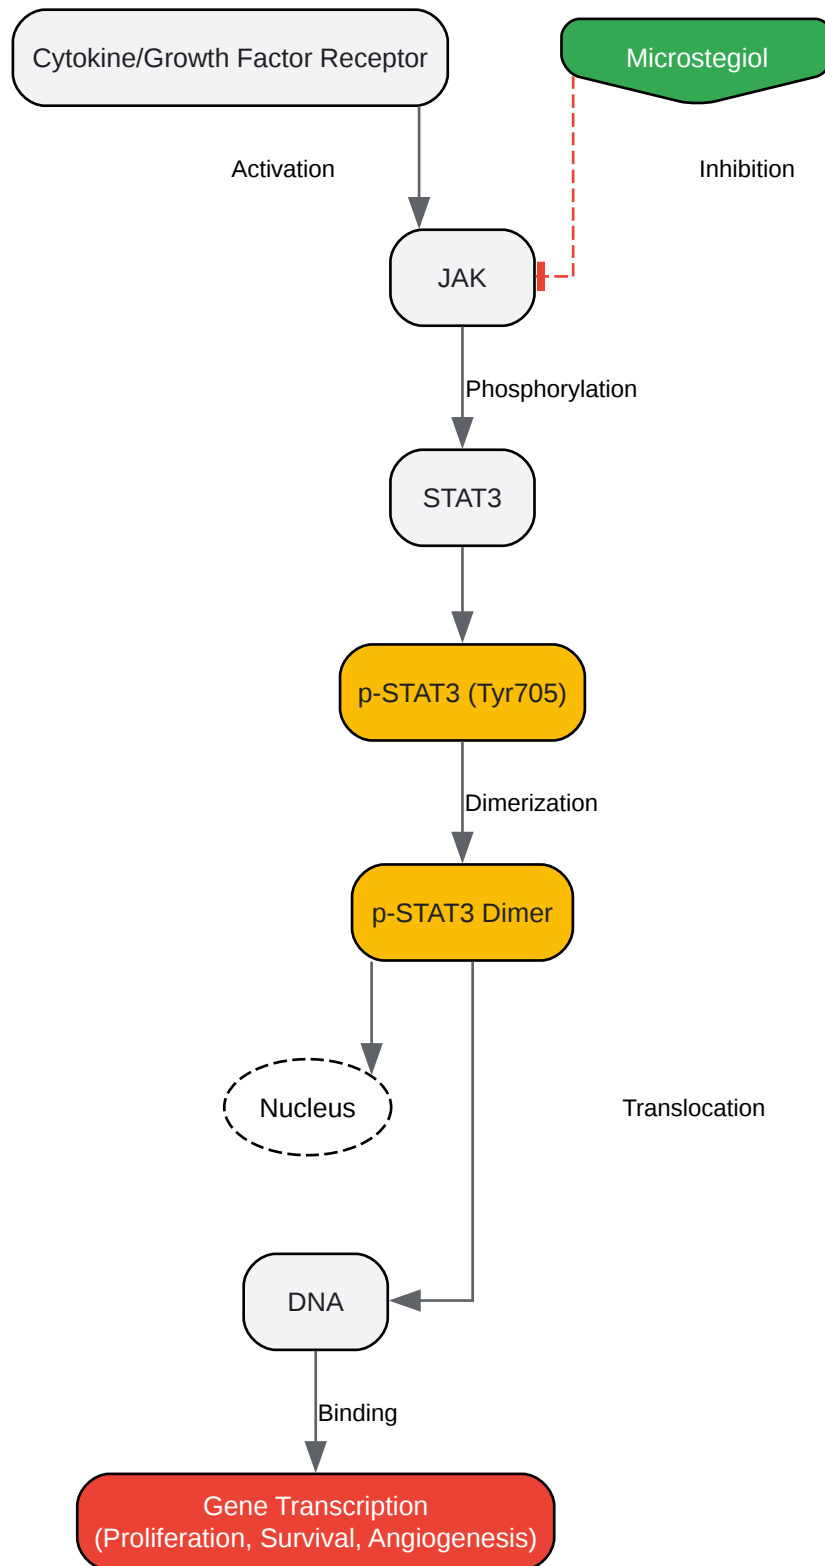 Cytokine/Growth Factor Receptor
Microstegiol
Activation
Inhibition
JAK
Phosphorylation
STAT3
p-STAT3 (Tyr705)
Dimerization
p-STAT3 Dimer
Nucleus
Translocation
DNA
Binding
Gene Transcription
(Proliferation, Survival, Angiogenesis)